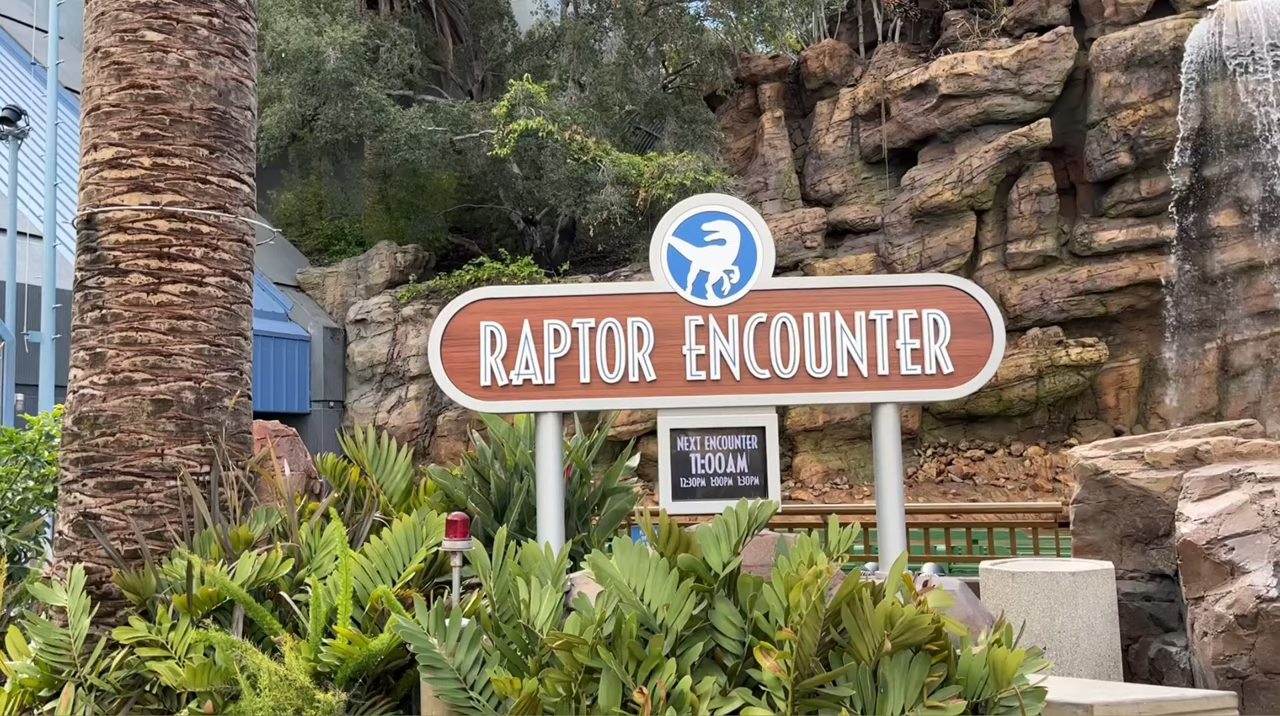 RAPTOR ENCOUNTER
NEXT ENCOUNTER
11:00AM
12:30PM 1:00PM 1:30PM